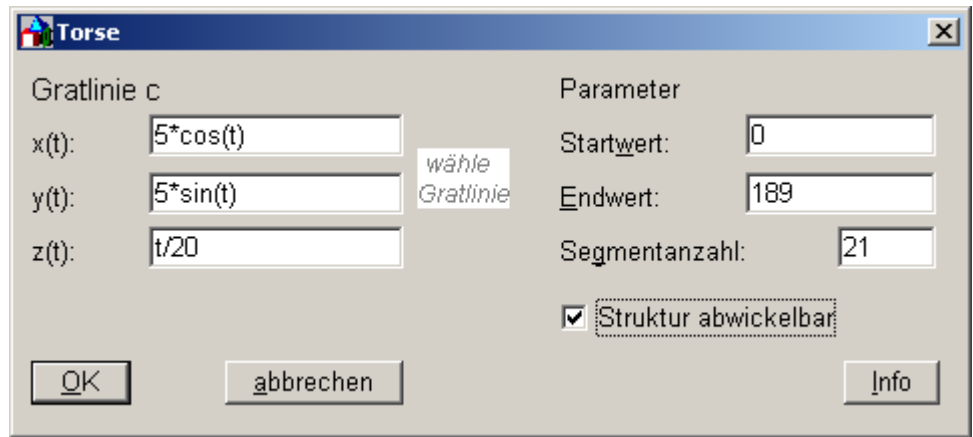 Torse
Gratlinie c
x(t): 5*cos(t)
y(t): 5*sin(t)
z(t): t/20
wähle
Gratlinie
Parameter
Startwert: 0
Endwert: 189
Segmentanzahl: 21
Struktur abwickelbar
OK
abbrechen
Info